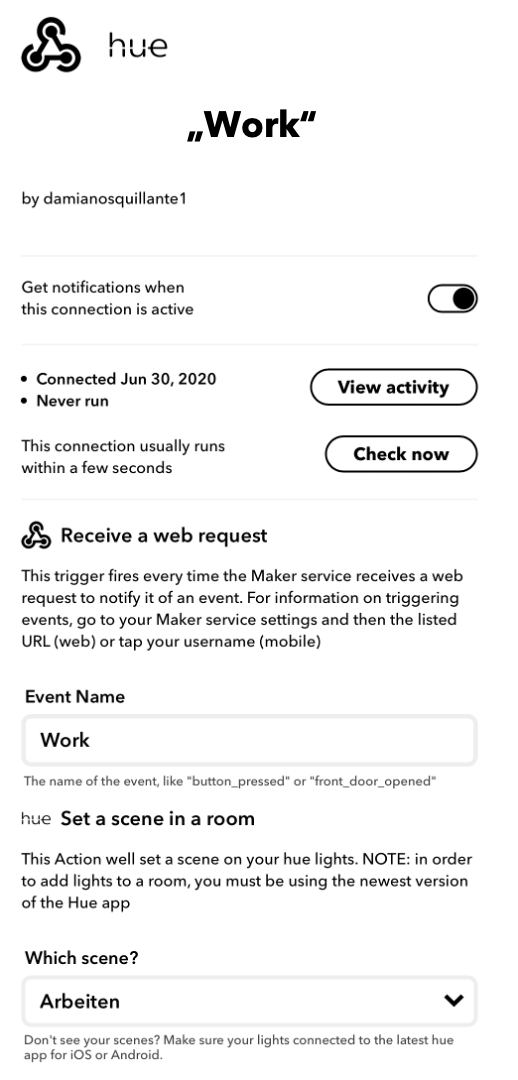 hue
„Work“
by damianosquillante1
Get notifications when
this connection is active
• Connected Jun 30, 2020
• Never run
View activity
This connection usually runs
within a few seconds
Check now
Receive a web request
This trigger fires every time the Maker service receives a web
request to notify it of an event. For information on triggering
events, go to your Maker service settings and then the listed
URL (web) or tap your username (mobile)
Event Name
Work
The name of the event, like "button_pressed" or "front_door_opened"
hue Set a scene in a room
This Action well set a scene on your hue lights. NOTE: in order
to add lights to a room, you must be using the newest version
of the Hue app
Which scene?
Arbeiten
Don't see your scenes? Make sure your lights connected to the latest hue
app for iOS or Android.